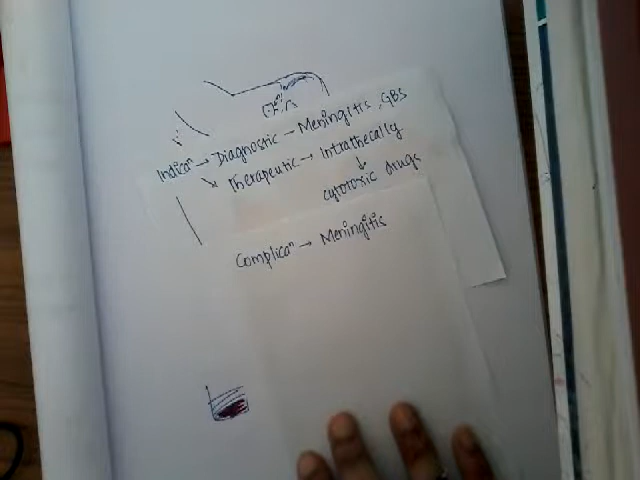 Indicaⁿ → Diagnostic → Meningitis, GBS
↘ Therapeutic → Intrathecally
↓
cytotoxic drugs
Complicaⁿ → Meningitis